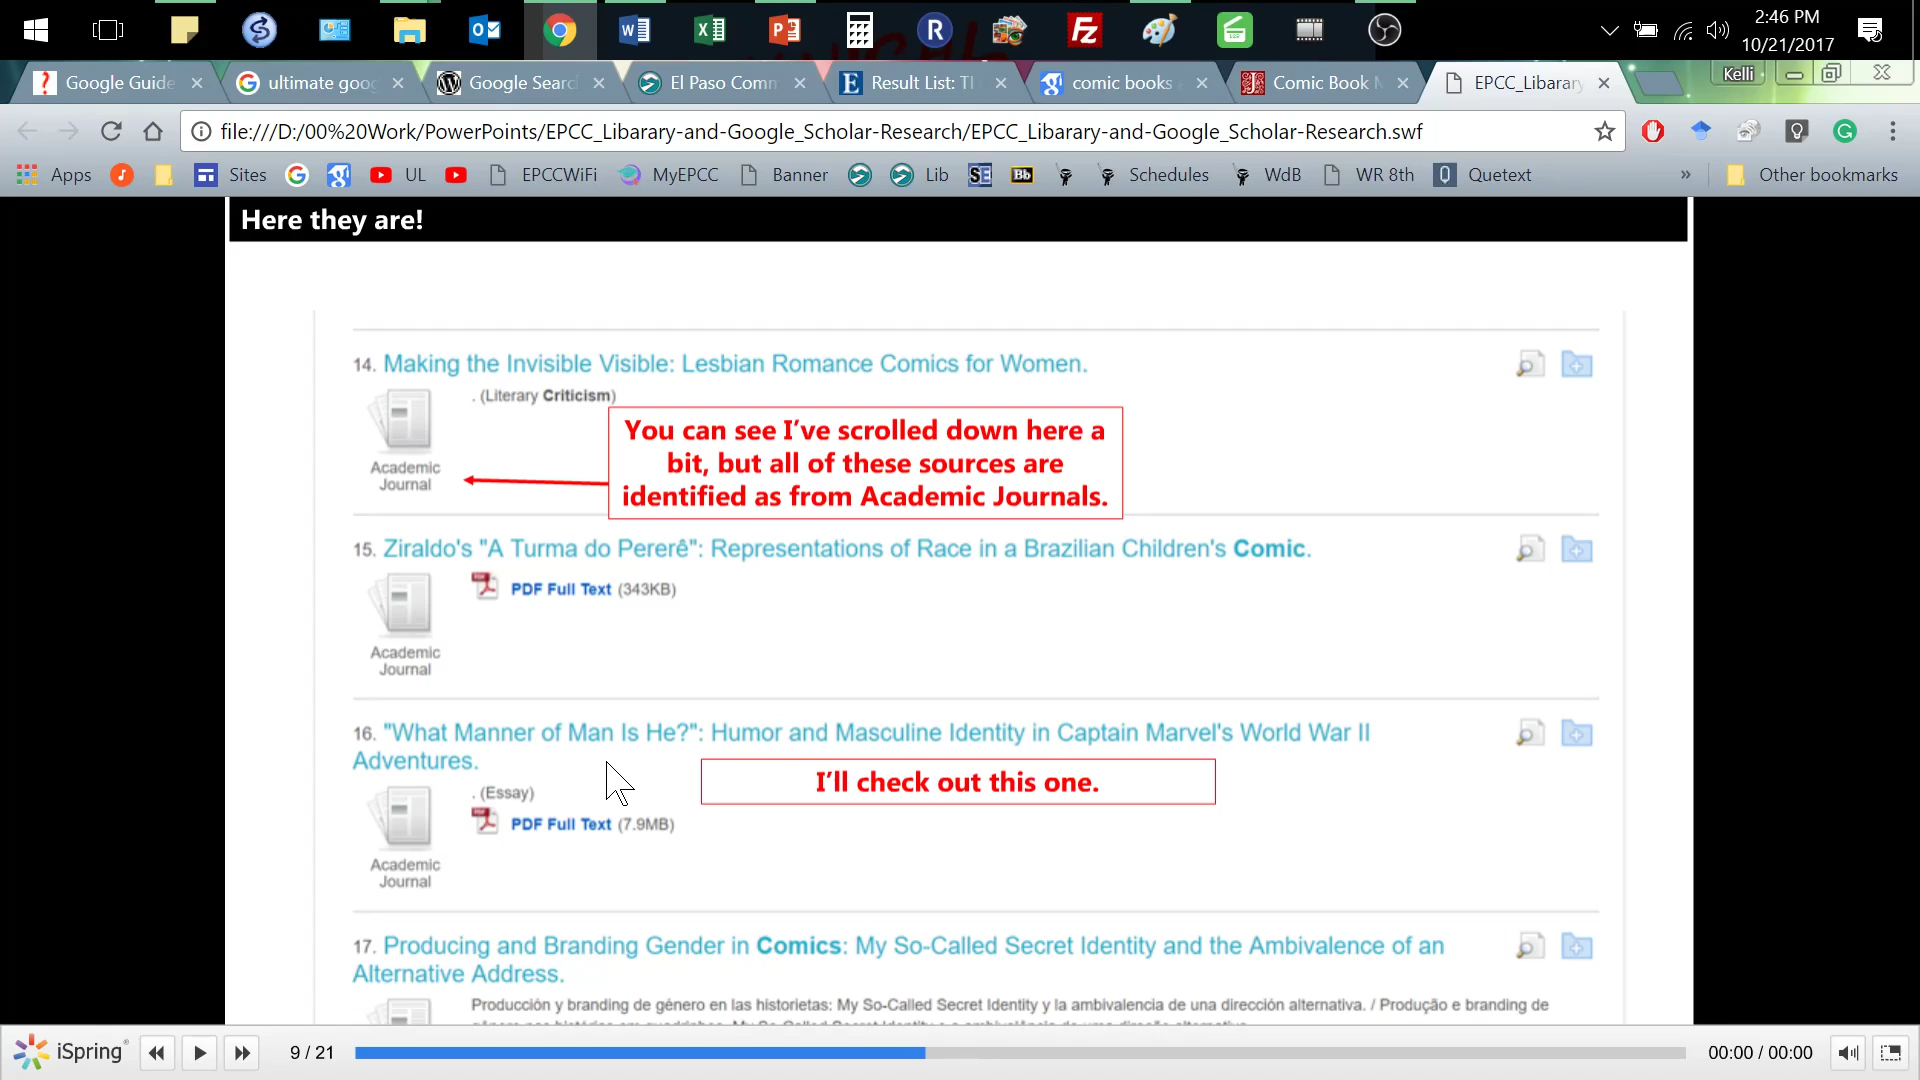 2:46 PM
10/21/2017
Google Guide
ultimate goo
Google Searc
El Paso Comm
Result List: Tl
comic books
Comic Book M
EPCC_Libarary
Kelli
file:///D:/00%20Work/PowerPoints/EPCC_Libarary-and-Google_Scholar-Research/EPCC_Libarary-and-Google_Scholar-Research.swf
Apps
Sites
UL
EPCCWiFi
MyEPCC
Banner
Lib
SE
Bb
Schedules
WdB
WR 8th
Quetext
»
Other bookmarks
Here they are!
14. Making the Invisible Visible: Lesbian Romance Comics for Women.
. (Literary Criticism)
Academic
Journal
You can see I’ve scrolled down here a
bit, but all of these sources are
identified as from Academic Journals.
15. Ziraldo's "A Turma do Pererê": Representations of Race in a Brazilian Children's Comic.
PDF Full Text (343KB)
Academic
Journal
16. "What Manner of Man Is He?": Humor and Masculine Identity in Captain Marvel's World War II
Adventures.
I’ll check out this one.
. (Essay)
PDF Full Text (7.9MB)
Academic
Journal
17. Producing and Branding Gender in Comics: My So-Called Secret Identity and the Ambivalence of an
Alternative Address.
Producción y branding de género en las historietas: My So-Called Secret Identity y la ambivalencia de una dirección alternativa. / Produção e branding de
iSpring
9 / 21
00:00 / 00:00